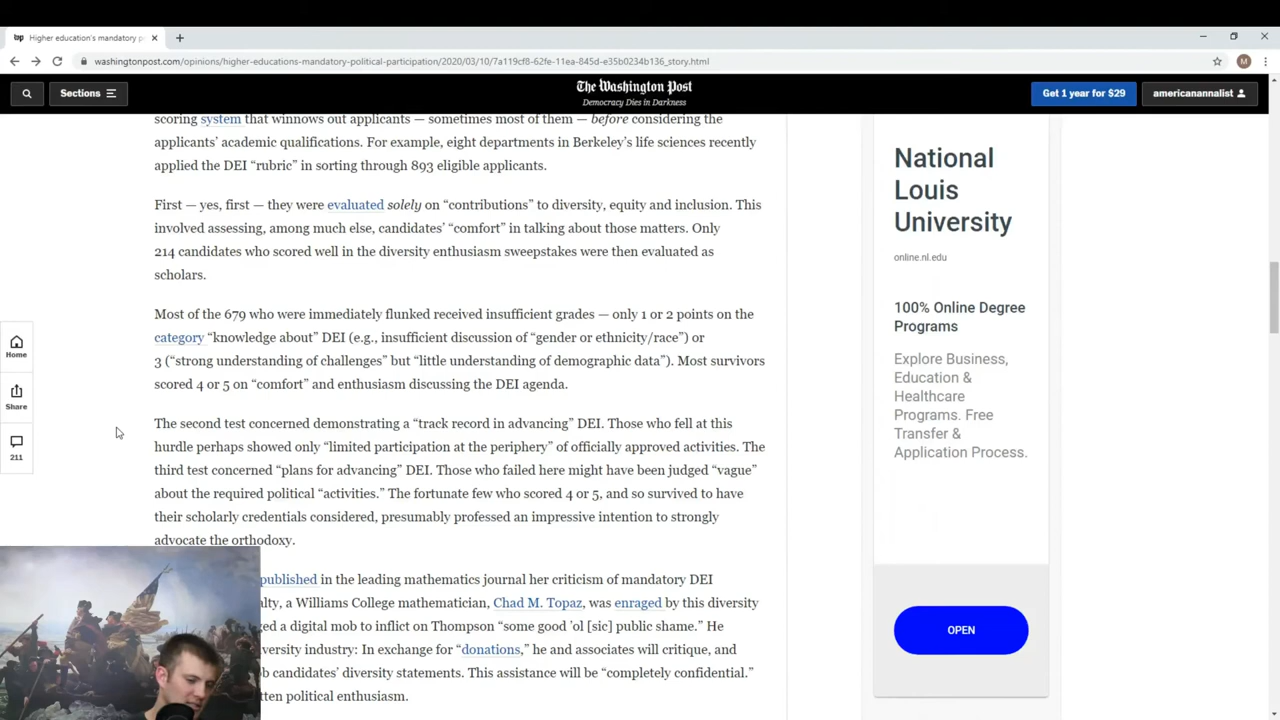 Higher education's mandatory p
washingtonpost.com/opinions/higher-educations-mandatory-political-participation/2020/03/10/7a119cf8-62fe-11ea-845d-e35b0234b136_story.html
M
Sections
The Washington Post
Democracy Dies in Darkness
Get 1 year for $29
americanannalist
scoring system that winnows out applicants — sometimes most of them — before considering the
applicants’ academic qualifications. For example, eight departments in Berkeley’s life sciences recently
applied the DEI “rubric” in sorting through 893 eligible applicants.
First — yes, first — they were evaluated solely on “contributions” to diversity, equity and inclusion. This
involved assessing, among much else, candidates’ “comfort” in talking about those matters. Only
214 candidates who scored well in the diversity enthusiasm sweepstakes were then evaluated as
scholars.
Most of the 679 who were immediately flunked received insufficient grades — only 1 or 2 points on the
category “knowledge about” DEI (e.g., insufficient discussion of “gender or ethnicity/race”) or
3 (“strong understanding of challenges” but “little understanding of demographic data”). Most survivors
scored 4 or 5 on “comfort” and enthusiasm discussing the DEI agenda.
The second test concerned demonstrating a “track record in advancing” DEI. Those who fell at this
hurdle perhaps showed only “limited participation at the periphery” of officially approved activities. The
third test concerned “plans for advancing” DEI. Those who failed here might have been judged “vague”
about the required political “activities.” The fortunate few who scored 4 or 5, and so survived to have
their scholarly credentials considered, presumably professed an impressive intention to strongly
advocate the orthodoxy.
published in the leading mathematics journal her criticism of mandatory DEI
alty, a Williams College mathematician, Chad M. Topaz, was enraged by this diversity
ged a digital mob to inflict on Thompson “some good ’ol [sic] public shame.” He
versity industry: In exchange for “donations,” he and associates will critique, and
ob candidates’ diversity statements. This assistance will be “completely confidential.”
tten political enthusiasm.
Home
Share
211
National
Louis
University
online.nl.edu
100% Online Degree
Programs
Explore Business,
Education &
Healthcare
Programs. Free
Transfer &
Application Process.
OPEN